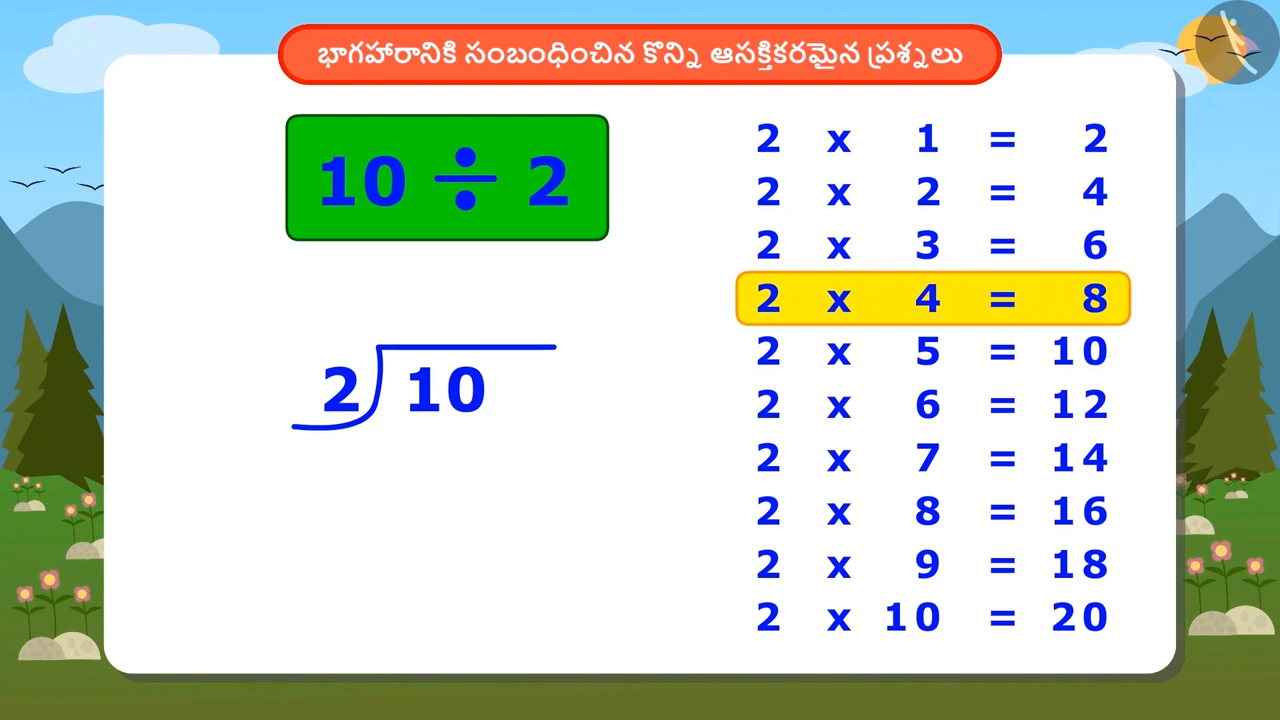 భాగహారానికి సంబంధించిన కొన్ని ఆసక్తికరమైన ప్రశ్నలు
10 ÷ 2
2 10
2 x 1 = 2
2 x 2 = 4
2 x 3 = 6
2 x 4 = 8
2 x 5 = 10
2 x 6 = 12
2 x 7 = 14
2 x 8 = 16
2 x 9 = 18
2 x 10 = 20